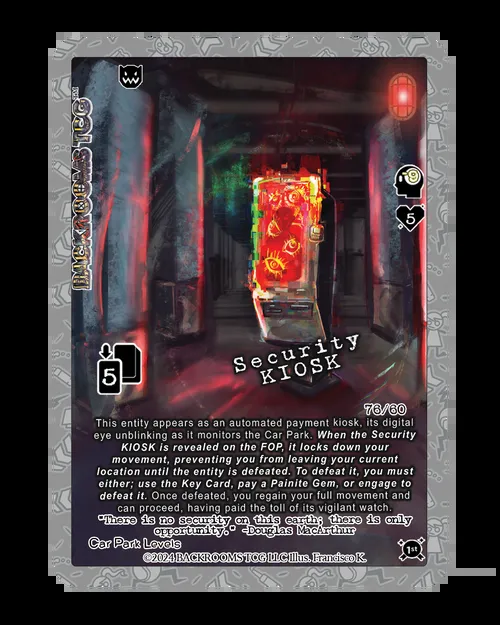 BACKROOMS TCG
9
5
5
Security
KIOSK
76/80
This entity appears as an automated payment kiosk, its digital
eye unblinking as it monitors the Car Park. When the Security
KIOSK is revealed on the FOP, it locks down your
movement, preventing you from leaving your current
location until the entity is defeated. To defeat it, you must
either; use the Key Card, pay a Painite Gem, or engage to
defeat it. Once defeated, you regain your full movement and
can proceed, having paid the toll of its vigilant watch.
"There is no security on this earth; there is only
opportunity." -Douglas MacArthur
Car Park Levels
©2024 BACKROOMS TCG LLC Illus. Francisco K.
1st